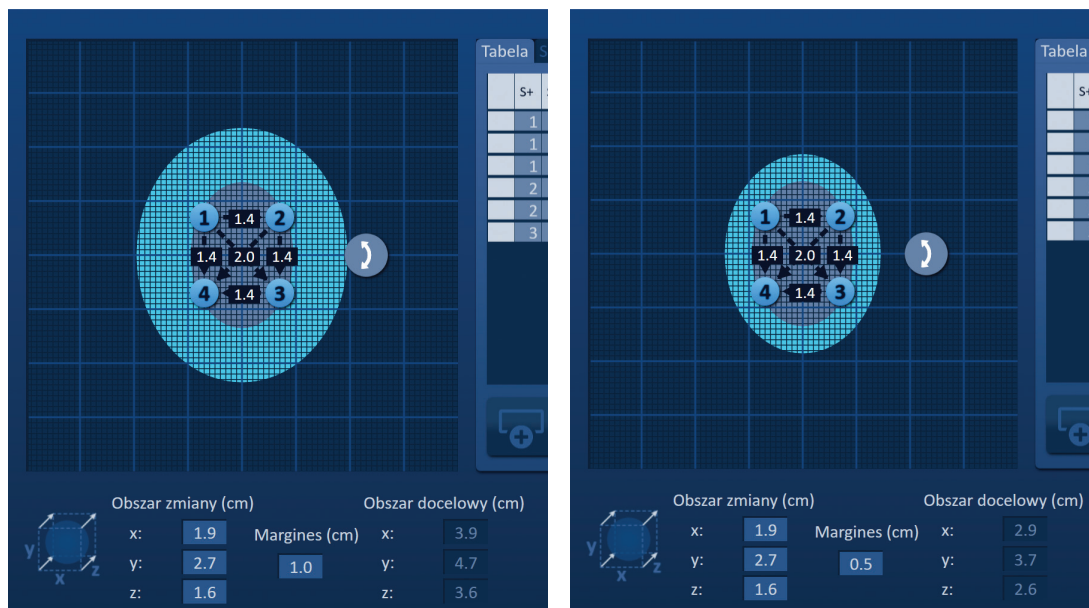 Tabela S
S+
1
1
1
2
2
3
1 1.4 2
1.4 2.0 1.4
4 1.4 3
Obszar zmiany (cm) Obszar docelowy (cm)
x: 1.9 Margines (cm) x: 3.9
y: 2.7 1.0 y: 4.7
z: 1.6 z: 3.6
y x z
Tabela
1 1.4 2
1.4 2.0 1.4
4 1.4 3
Obszar zmiany (cm) Obszar docelowy (cm)
x: 1.9 Margines (cm) x: 2.9
y: 2.7 0.5 y: 3.7
z: 1.6 z: 2.6
y x z